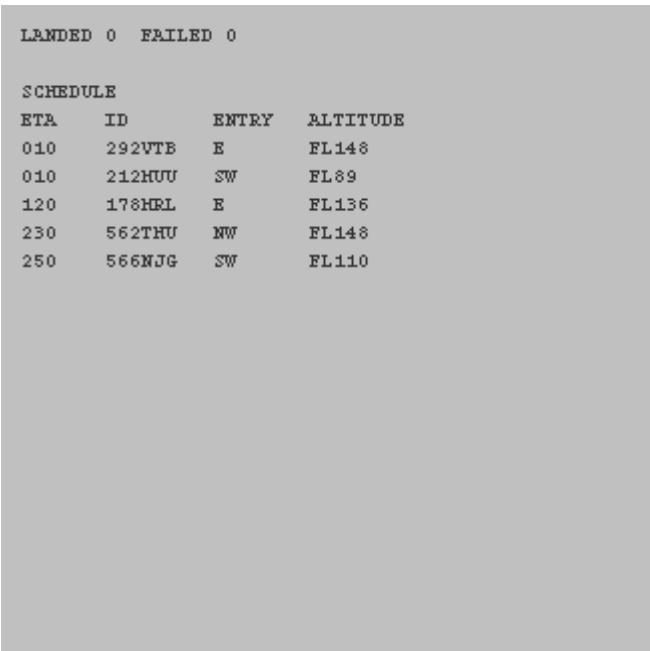 LANDED 0 FAILED 0
SCHEDULE
ETA ID ENTRY ALTITUDE
010 292VTB E FL148
010 212HUU SW FL89
120 178HRL E FL136
230 562THU NW FL148
250 566NJG SW FL110